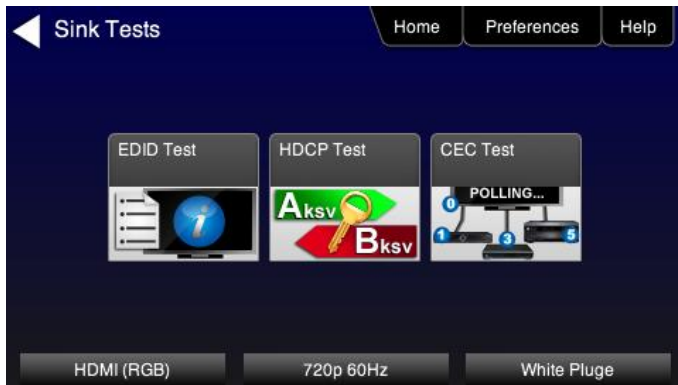 Sink Tests
Home
Preferences
Help
EDID Test
HDCP Test
CEC Test
i
Aksv
Bksv
POLLING...
0
1
3
5
HDMI (RGB)
720p 60Hz
White Pluge